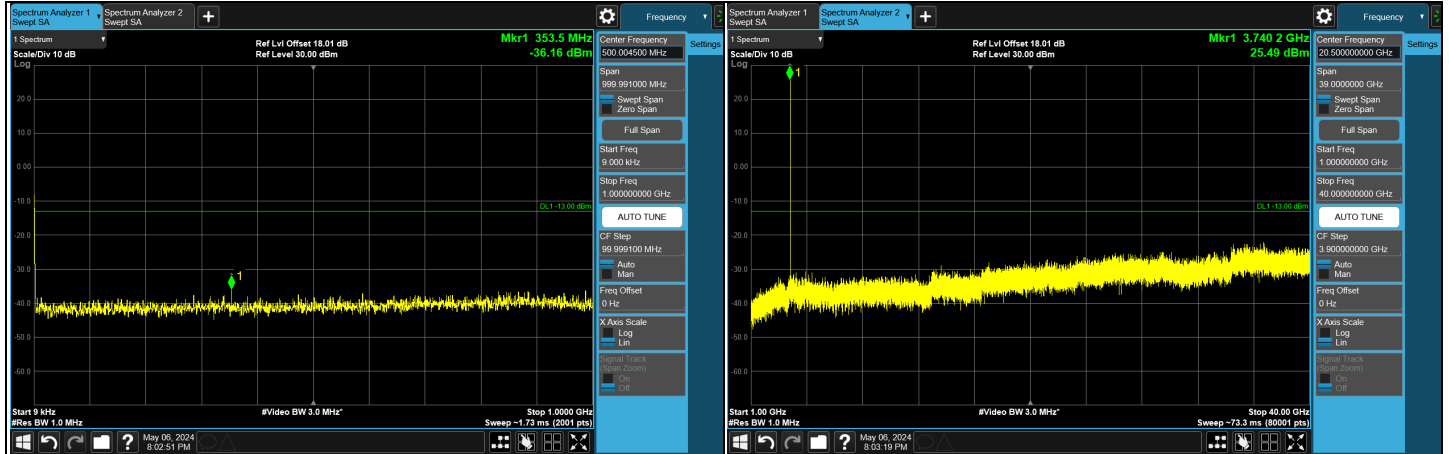 Spectrum Analyzer 1
Swept SA
Spectrum Analyzer 2
Swept SA
+
Frequency
1 Spectrum
Scale/Div 10 dB
Log
Ref Lvl Offset 18.01 dB
Ref Level 30.00 dBm
Mkr1 353.5 MHz
-36.16 dBm
20.0
10.0
0.00
-10.0
-20.0
-30.0
-40.0
-50.0
-60.0
DL1 -13.00 dBm
1
Start 9 kHz
#Res BW 1.0 MHz
#Video BW 3.0 MHz*
Stop 1.0000 GHz
Sweep ~1.73 ms (2001 pts)
Center Frequency
500.004500 MHz
Settings
Span
999.991000 MHz
Swept Span
Zero Span
Full Span
Start Freq
9.000 kHz
Stop Freq
1.000000000 GHz
AUTO TUNE
CF Step
99.999100 MHz
Auto
Man
Freq Offset
0 Hz
X Axis Scale
Log
Lin
Signal Track
(Span Zoom)
On
Off
?
May 06, 2024
8:02:51 PM
Spectrum Analyzer 1
Swept SA
Spectrum Analyzer 2
Swept SA
+
Frequency
1 Spectrum
Scale/Div 10 dB
Log
Ref Lvl Offset 18.01 dB
Ref Level 30.00 dBm
Mkr1 3.740 2 GHz
25.49 dBm
20.0
10.0
0.00
-10.0
-20.0
-30.0
-40.0
-50.0
-60.0
DL1 -13.00 dBm
1
Start 1.00 GHz
#Res BW 1.0 MHz
#Video BW 3.0 MHz*
Stop 40.00 GHz
Sweep ~73.3 ms (80001 pts)
Center Frequency
20.500000000 GHz
Settings
Span
39.0000000 GHz
Swept Span
Zero Span
Full Span
Start Freq
1.000000000 GHz
Stop Freq
40.000000000 GHz
AUTO TUNE
CF Step
3.900000000 GHz
Auto
Man
Freq Offset
0 Hz
X Axis Scale
Log
Lin
Signal Track
(Span Zoom)
On
Off
?
May 06, 2024
8:03:19 PM